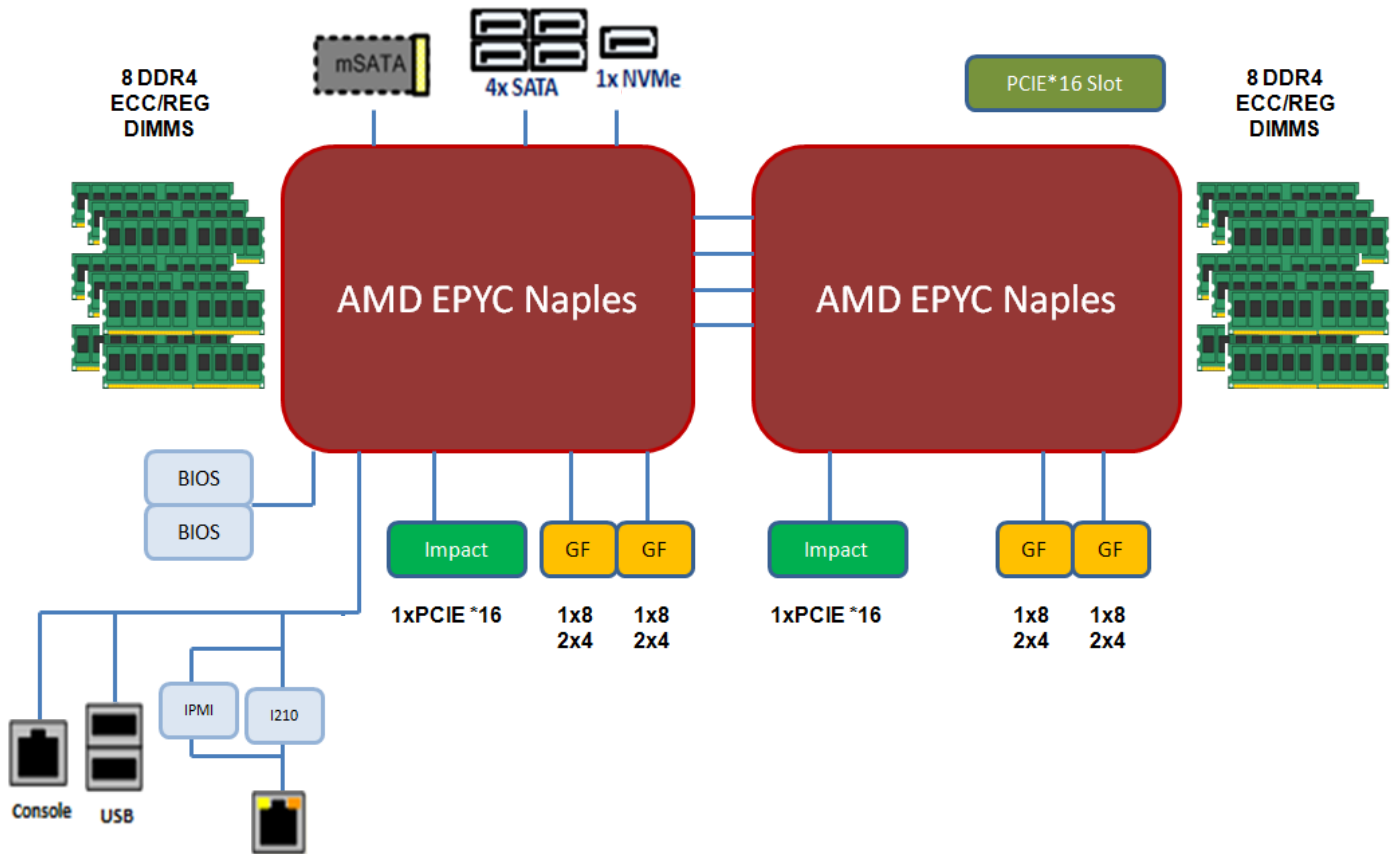 mSATA
4x SATA
1x NVMe
PCIE*16 Slot
8 DDR4
ECC/REG
DIMMS
8 DDR4
ECC/REG
DIMMS
AMD EPYC Naples
AMD EPYC Naples
BIOS
BIOS
Impact
GF
GF
Impact
GF
GF
1xPCIE *16
1x8
2x4
1x8
2x4
1xPCIE *16
1x8
2x4
1x8
2x4
IPMI
I210
Console
USB